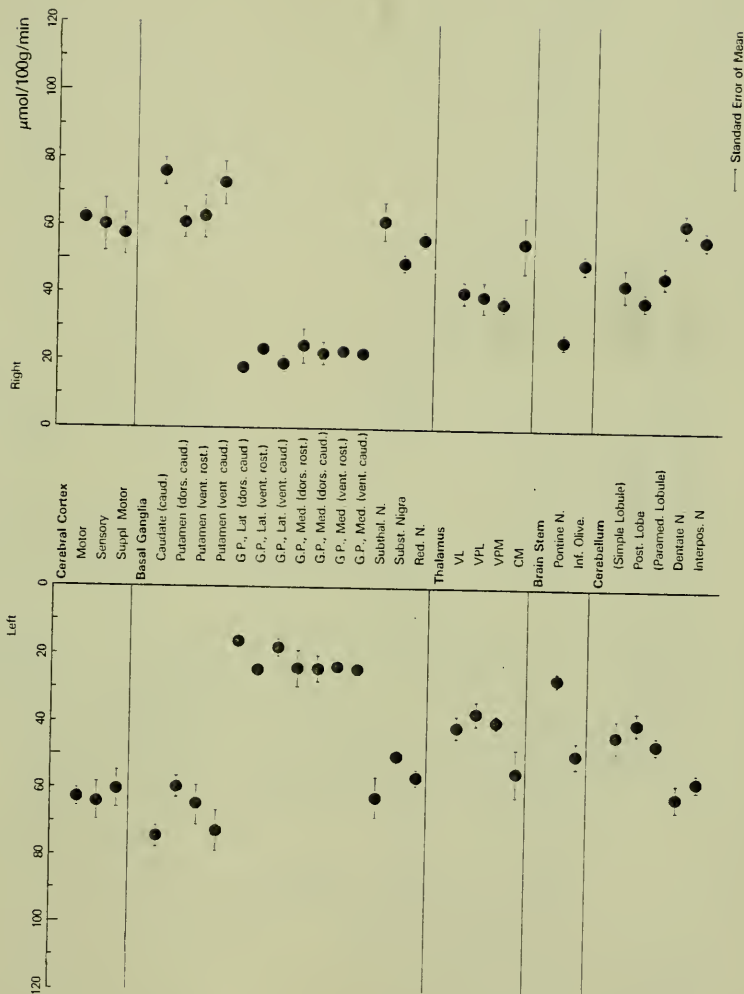 Left
Right
μmol/100g/min
120
100
80
60
40
20
0
0
20
40
60
80
100
120
Cerebral Cortex
Motor
Sensory
Suppl Motor
Basal Ganglia
Caudate (caud.)
Putamen (dors. caud.)
Putamen (vent. rost.)
Putamen (vent caud.)
G.P., Lat (dors. caud)
G.P., Lat. (vent. rost.)
G.P., Lat. (vent. caud.)
G.P., Med. (dors. rost.)
G.P., Med. (dors. caud.)
G.P., Med (vent. rost.)
G.P., Med. (vent. caud.)
Subthal. N.
Subst. Nigra
Red. N.
Thalamus
VL
VPL
VPM
CM
Brain Stem
Pontine N.
Inf. Olive.
Cerebellum
(Simple Lobule)
Post. Lobe
(Paramed. Lobule)
Dentate N
Interpos. N
Standard Error of Mean